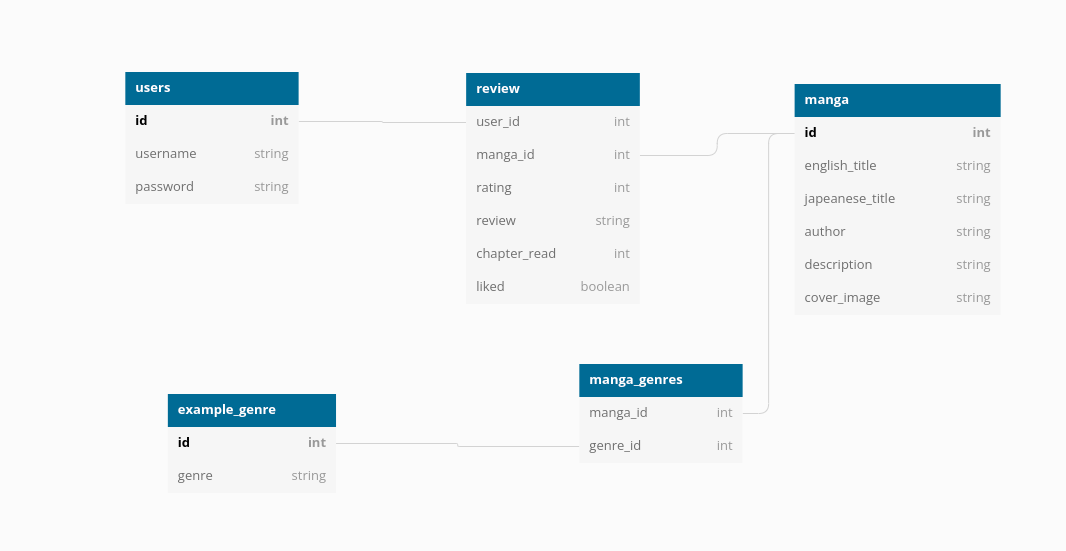 users
id int
username string
password string
review
user_id int
manga_id int
rating int
review string
chapter_read int
liked boolean
manga
id int
english_title string
japeanese_title string
author string
description string
cover_image string
example_genre
id int
genre string
manga_genres
manga_id int
genre_id int